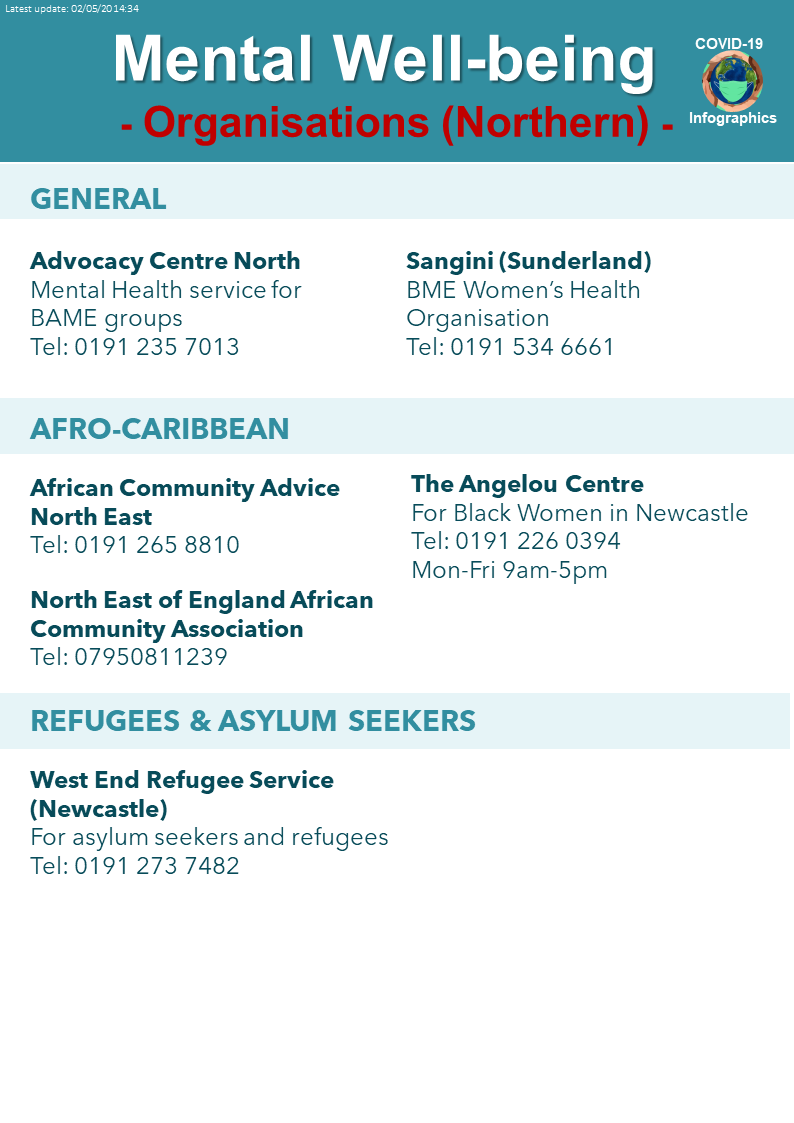 Latest update: 02/05/2014:34
Mental Well-being
- Organisations (Northern) -
COVID-19
Infographics
GENERAL
Advocacy Centre North
Mental Health service for
BAME groups
Tel: 0191 235 7013
Sangini (Sunderland)
BME Women’s Health
Organisation
Tel: 0191 534 6661
AFRO-CARIBBEAN
African Community Advice
North East
Tel: 0191 265 8810
North East of England African
Community Association
Tel: 07950811239
The Angelou Centre
For Black Women in Newcastle
Tel: 0191 226 0394
Mon-Fri 9am-5pm
REFUGEES & ASYLUM SEEKERS
West End Refugee Service
(Newcastle)
For asylum seekers and refugees
Tel: 0191 273 7482